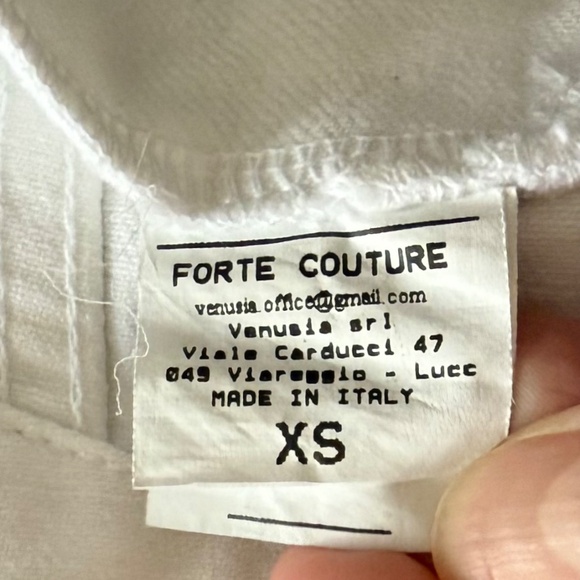 FORTE COUTURE
venusia.office@gmail.com
Venusia srl
Viale Carducci 47
049 Viareggio - Lucc
MADE IN ITALY
XS